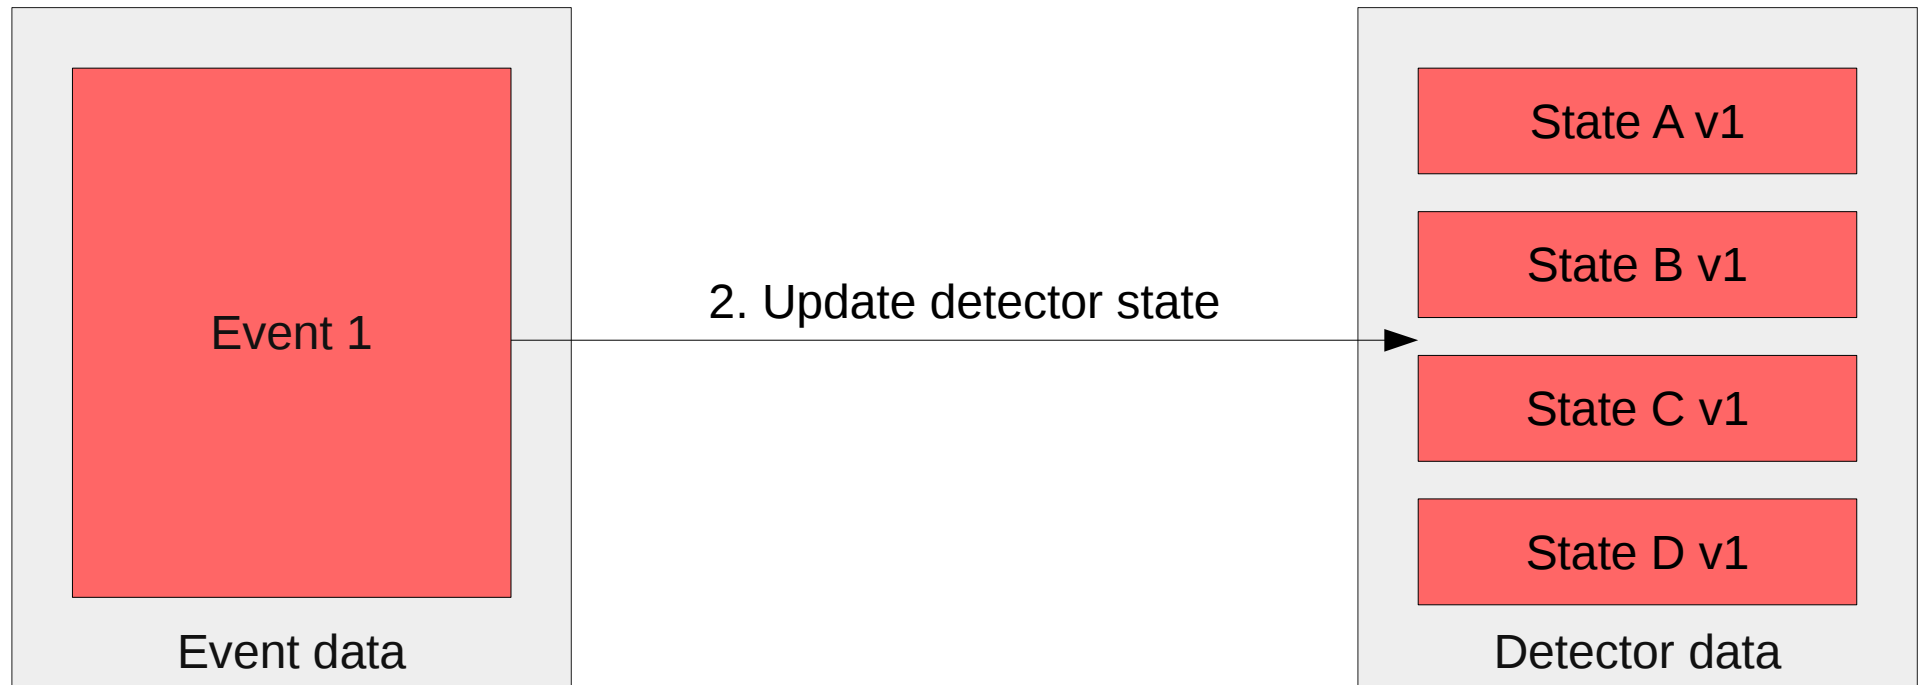 Event 1
Event data
2. Update detector state
State A v1
State B v1
State C v1
State D v1
Detector data